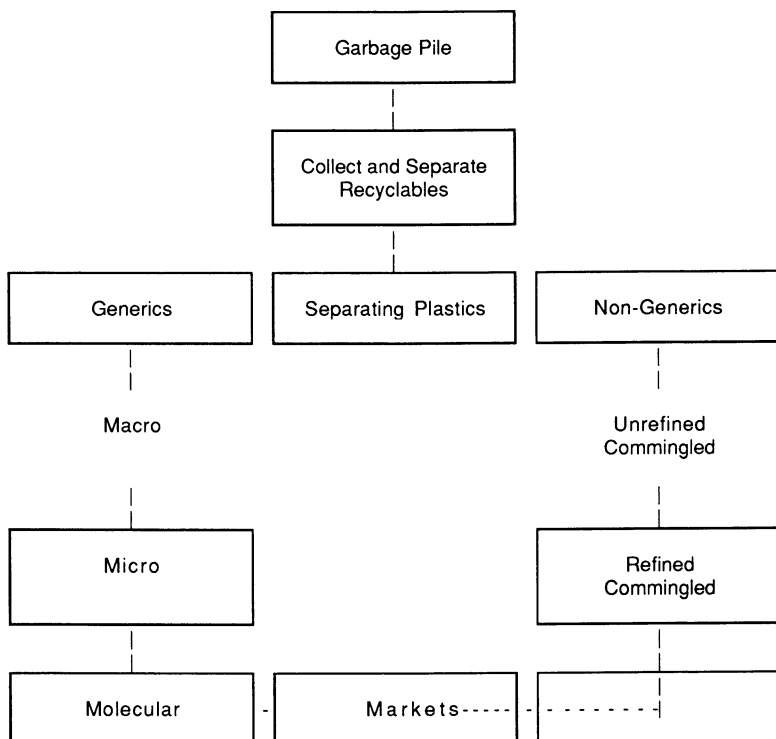 Garbage Pile
Collect and Separate
Recyclables
Generics
Separating Plastics
Non-Generics
Macro
Unrefined
Commingled
Micro
Refined
Commingled
Molecular
Markets